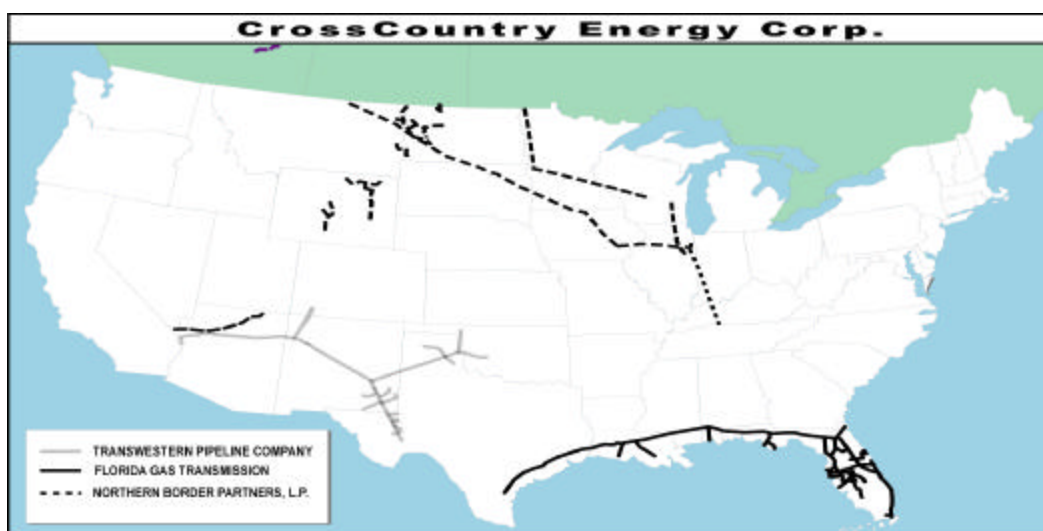 CrossCountry Energy Corp.
TRANSWESTERN PIPELINE COMPANY
FLORIDA GAS TRANSMISSION
NORTHERN BORDER PARTNERS, L.P.